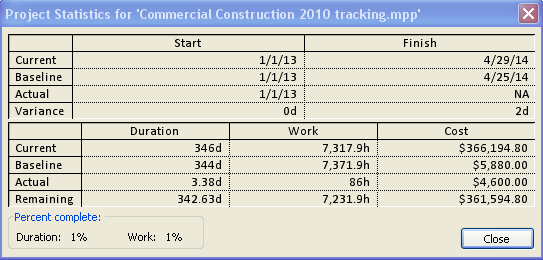 Project Statistics for 'Commercial Construction 2010 tracking.mpp'
Start Finish
Current 1/1/13 4/29/14
Baseline 1/1/13 4/25/14
Actual 1/1/13 NA
Variance 0d 2d
Duration Work Cost
Current 346d 7,317.9h $366,194.80
Baseline 344d 7,371.9h $5,880.00
Actual 3.38d 86h $4,600.00
Remaining 342.63d 7,231.9h $361,594.80
Percent complete:
Duration: 1% Work: 1% Close